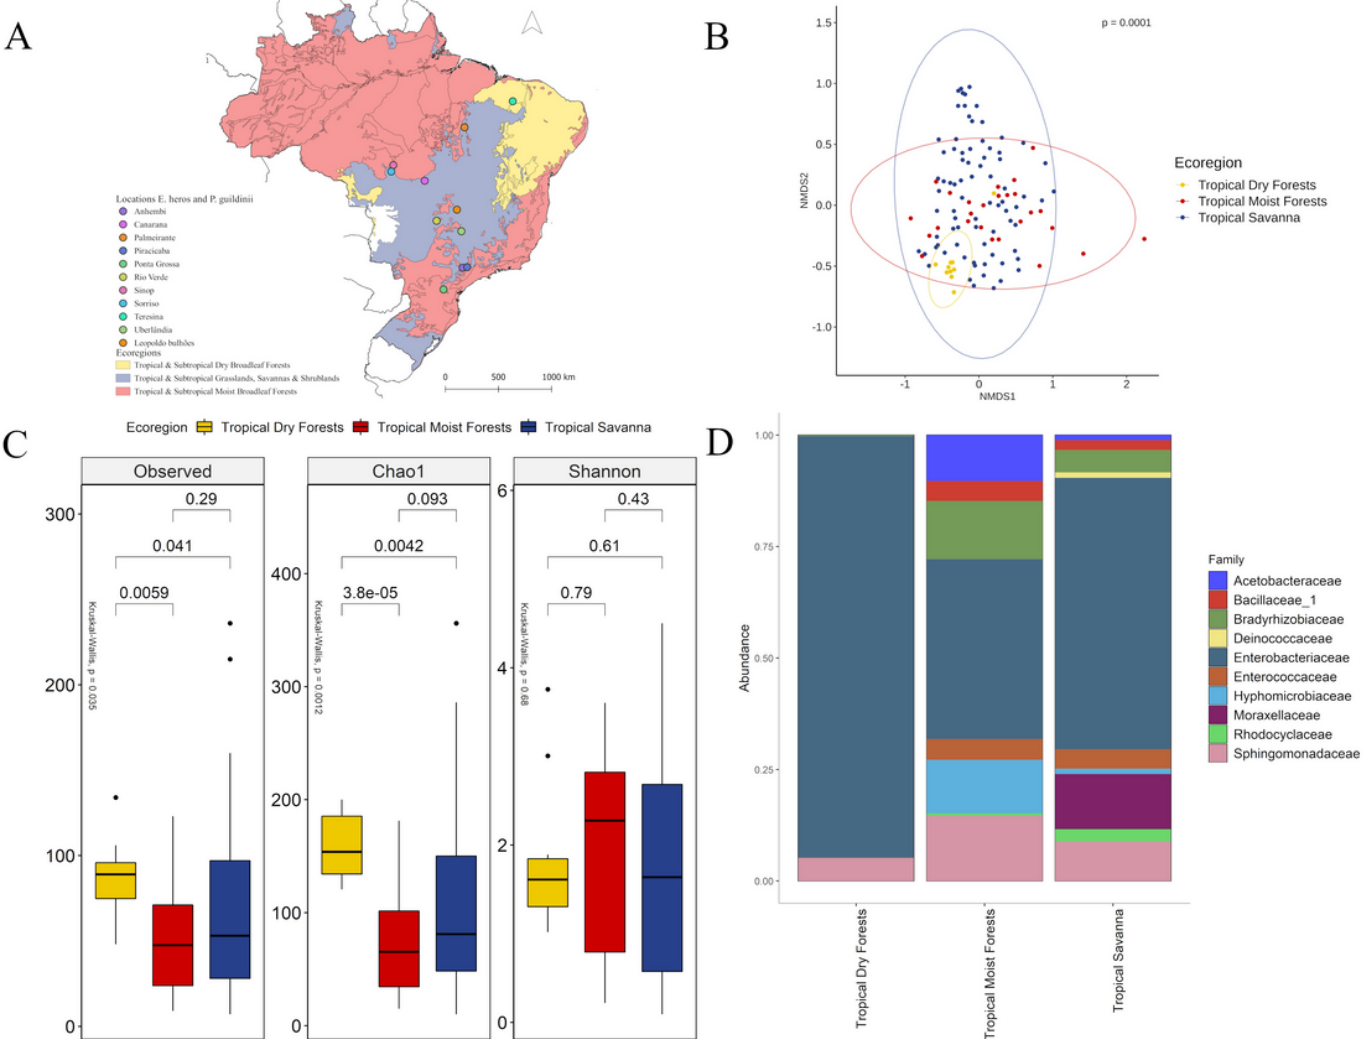 A
Locations E. heros and P. guildinii
Anhembi
Canarana
Palmeirante
Piracicaba
Ponta Grossa
Rio Verde
Sinop
Sorriso
Teresina
Uberlândia
Leopoldo bulhões
Ecoregions
Tropical & Subtropical Dry Broadleaf Forests
Tropical & Subtropical Grasslands, Savannas & Shrublands
Tropical & Subtropical Moist Broadleaf Forests
0 500 1000 km
B
p = 0.0001
1.5
1.0
0.5
0.0
-0.5
-1.0
NMDS2
-1 0 1 2
NMDS1
Ecoregion
Tropical Dry Forests
Tropical Moist Forests
Tropical Savanna
C
Ecoregion Tropical Dry Forests Tropical Moist Forests Tropical Savanna
Observed
0.29
0.041
0.0059
Kruskal-Wallis, p = 0.035
300
200
100
0
Chao1
0.093
0.0042
3.8e-05
Kruskal-Wallis, p = 0.0012
400
300
200
100
0
Shannon
0.43
0.61
0.79
Kruskal-Wallis, p = 0.68
6
4
2
0
D
1.00
0.75
0.50
0.25
0.00
Abundance
Tropical Dry Forests
Tropical Moist Forests
Tropical Savanna
Family
Acetobacteraceae
Bacillaceae_1
Bradyrhizobiaceae
Deinococcaceae
Enterobacteriaceae
Enterococcaceae
Hyphomicrobiaceae
Moraxellaceae
Rhodocyclaceae
Sphingomonadaceae